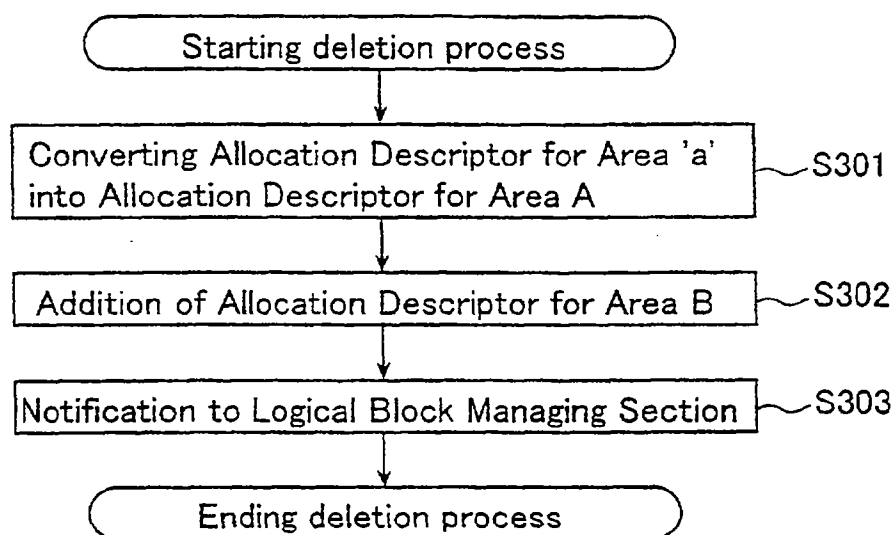 Starting deletion process
Converting Allocation Descriptor for Area 'a'
into Allocation Descriptor for Area A
S301
Addition of Allocation Descriptor for Area B
S302
Notification to Logical Block Managing Section
S303
Ending deletion process